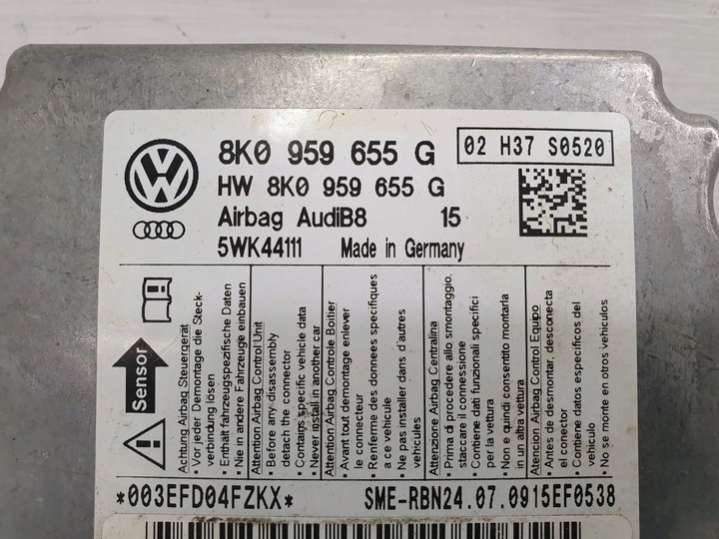 8K0 959 655 G
02 H37 S0520
HW 8K0 959 655 G
Airbag AudiB8 15
5WK44111 Made in Germany
Sensor
Achtung Airbag Steuergerät
• Vor jeder Demontage die Steck-
verbindung lösen
• Enthält fahrzeugspezifische Daten
• Nie in andere Fahrzeuge einbauen
Attention Airbag Control Unit
• Before any disassembly
detach the connector
• Contains specific vehicle data
• Never install in another car
Attention Airbag Controle Boitier
• Avant tout demontage enlever
le connecteur
• Renferme des donnees specifiques
a ce vehicule
• Ne pas installer dans d'autres
vehicules
Attenzione Airbag Centralina
• Prima di procedere allo smontaggio,
staccare il connessione
• Contiene dati funzionali specifici
per la vettura
• Non e quindi consentito montarla
in un altra vettura
Attencion Airbag Control Equipo
• Antes de desmontar, desconecta
el conector
• Contiene datos especificos del
vehiculo
• No se monte en otros vehiculos
*003EFD04FZKX* SME-RBN24.07.0915EF0538